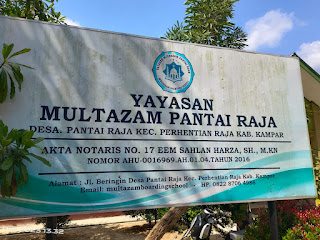 YAYASAN
MULTAZAM PANTAI RAJA
DESA. PANTAI RAJA KEC. PERHENTIAN RAJA KAB. KAMPAR
AKTA NOTARIS NO. 17 EEM SAHLAN HARZA, SH., M.KN
NOMOR AHU-0016969.AH.01.04.TAHUN 2016
Alamat : Jl. Beringin Desa Pantai Raja Kec. Perhentian Raja Kab. Kampar
Email: multazamboardingschool - HP. 0822 8706 4986